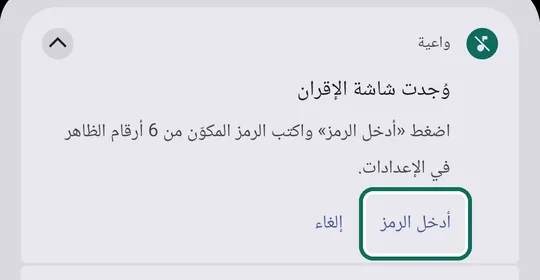 واعية
وُجدت شاشة الإقران
اضغط «أدخل الرمز» واكتب الرمز المكوّن من 6 أرقام الظاهر
في الإعدادات.
أدخل الرمز
إلغاء